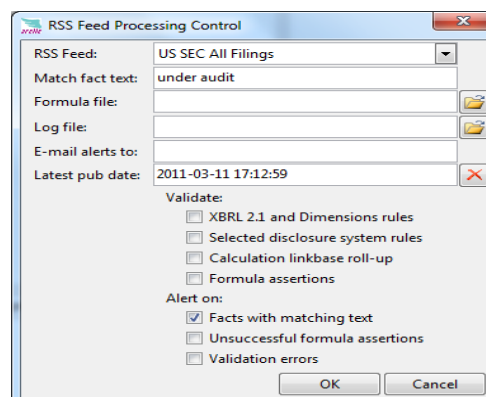 arelle RSS Feed Processing Control
RSS Feed: US SEC All Filings
Match fact text: under audit
Formula file:
Log file:
E-mail alerts to:
Latest pub date: 2011-03-11 17:12:59
Validate:
XBRL 2.1 and Dimensions rules
Selected disclosure system rules
Calculation linkbase roll-up
Formula assertions
Alert on:
Facts with matching text
Unsuccessful formula assertions
Validation errors
OK Cancel